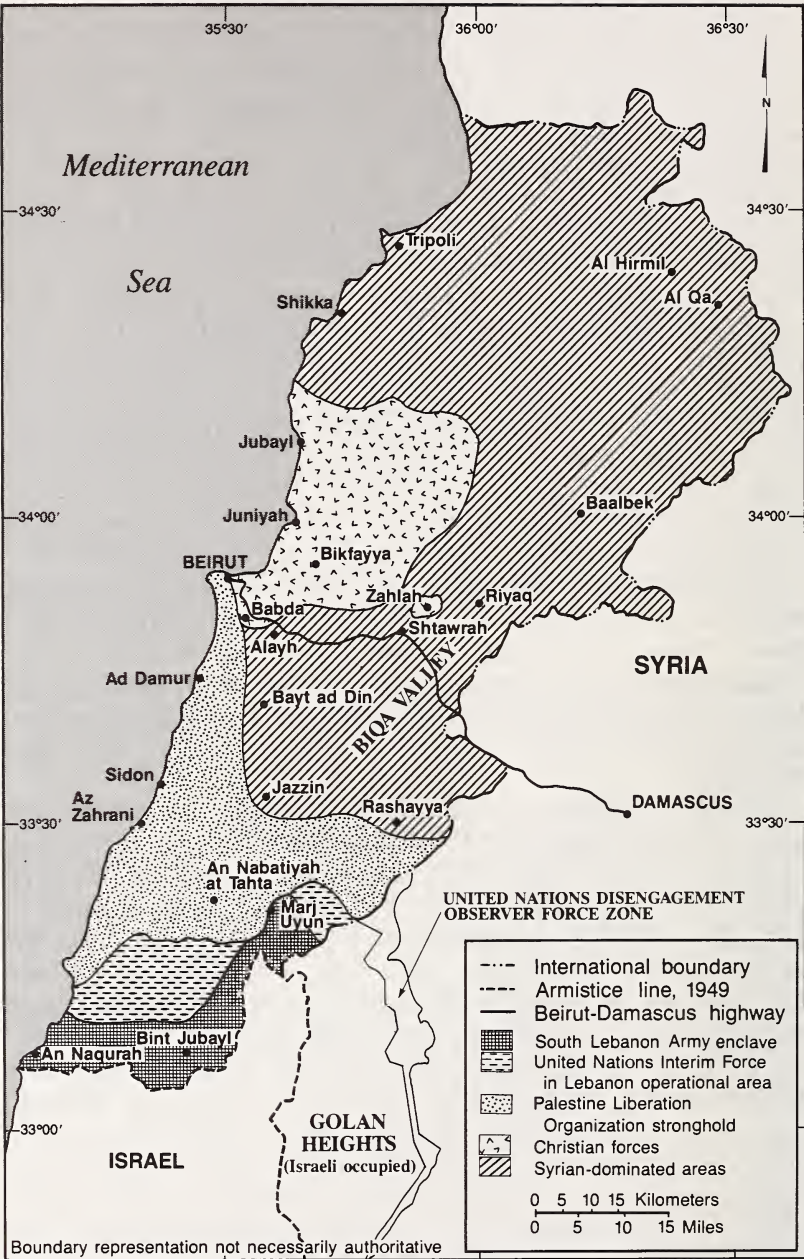 35°30′
36°00′
36°30′
N
Mediterranean
Sea
34°30′
34°30′
Tripoli
Al Hirmil
Al Qa
Shikka
Jubayl
Baalbek
34°00′
34°00′
Juniyah
Bikfayya
BEIRUT
Žahlah
Riyaq
Babda
Shtawrah
Alayh
SYRIA
BIQA VALLEY
Ad Damur
Bayt ad Din
Sidon
Jazzin
Az
Zahrani
Rashayya
DAMASCUS
33°30′
33°30′
An Nabatiyah
at Tahta
Marj
Uyun
UNITED NATIONS DISENGAGEMENT
OBSERVER FORCE ZONE
Bint Jubayl
An Naqurah
33°00′
GOLAN
HEIGHTS
(Israeli occupied)
ISRAEL
International boundary
Armistice line, 1949
Beirut-Damascus highway
South Lebanon Army enclave
United Nations Interim Force
in Lebanon operational area
Palestine Liberation
Organization stronghold
Christian forces
Syrian-dominated areas
0 5 10 15 Kilometers
0 5 10 15 Miles
Boundary representation not necessarily authoritative